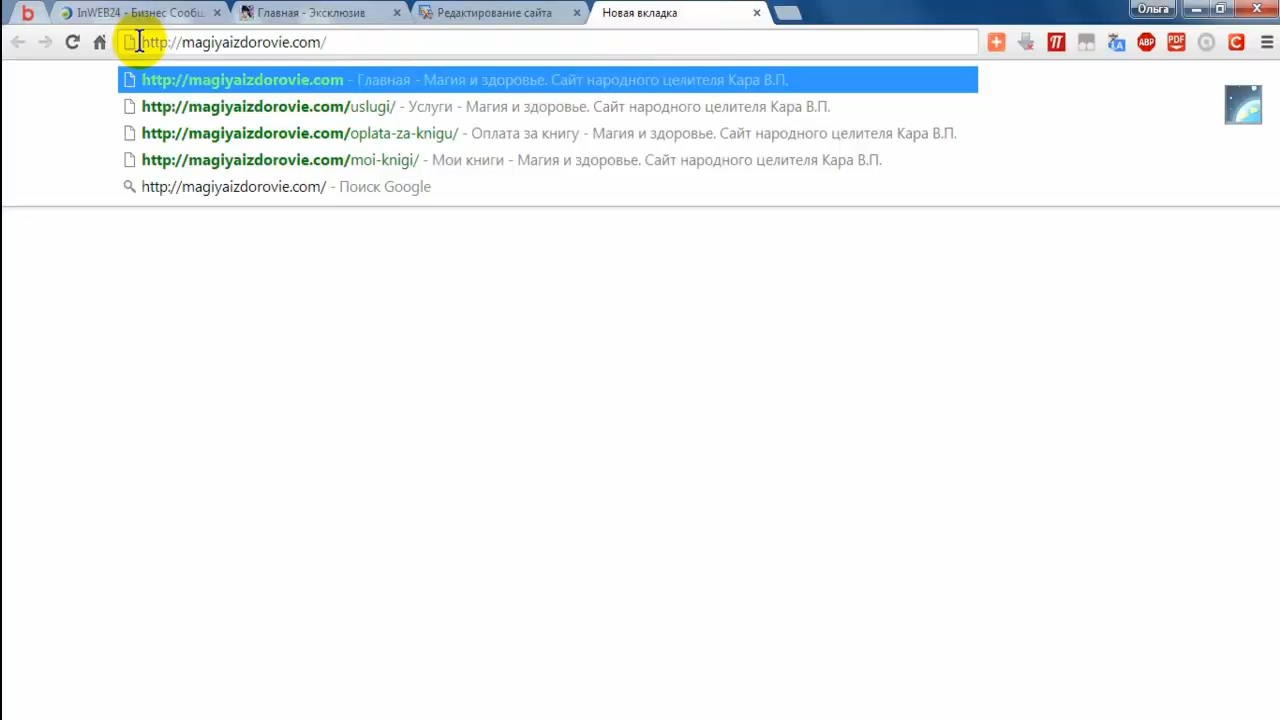 InWEB24 - Бизнес Сообщ
Главная - Эксклюзив
Редактирование сайта
Новая вкладка
Ольга
http://magiyaizdorovie.com/
ABP
PDF
http://magiyaizdorovie.com - Главная - Магия и здоровье. Сайт народного целителя Кара В.П.
http://magiyaizdorovie.com/uslugi/ - Услуги - Магия и здоровье. Сайт народного целителя Кара В.П.
http://magiyaizdorovie.com/oplata-za-knigu/ - Оплата за книгу - Магия и здоровье. Сайт народного целителя Кара В.П.
http://magiyaizdorovie.com/moi-knigi/ - Мои книги - Магия и здоровье. Сайт народного целителя Кара В.П.
http://magiyaizdorovie.com/ - Поиск Google